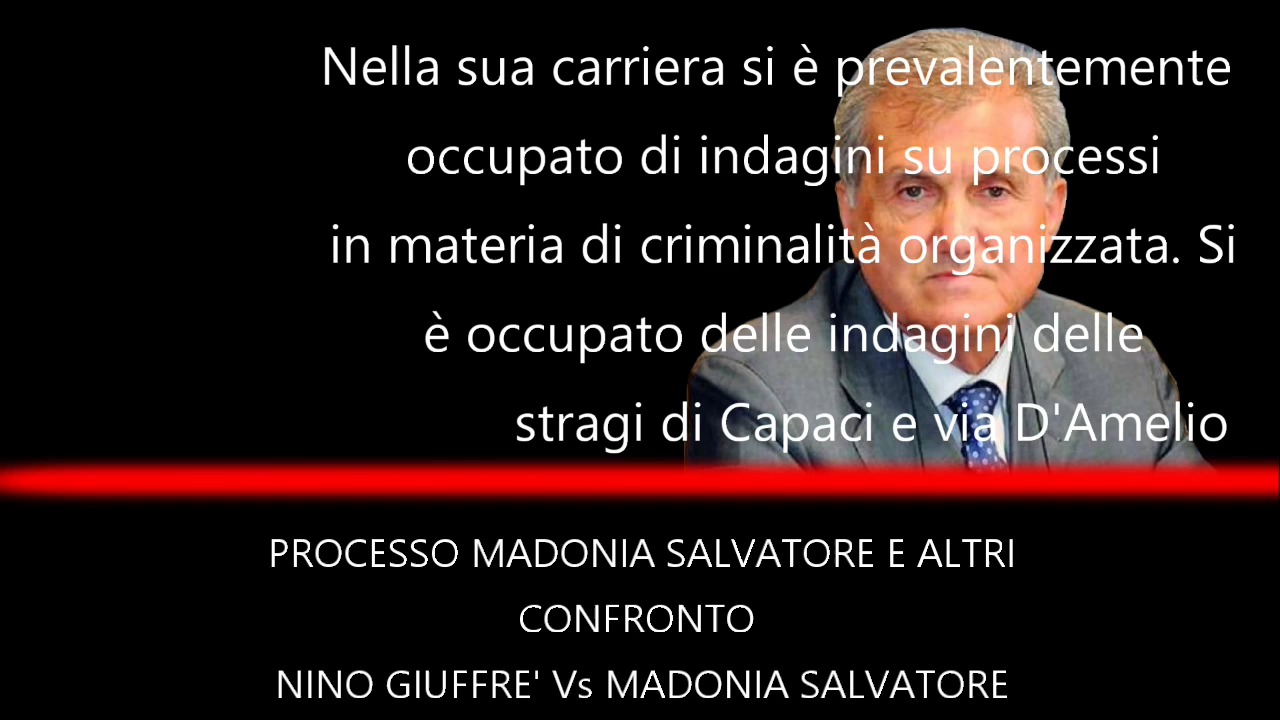 Nella sua carriera si è prevalentemente
occupato di indagini su processi
in materia di criminalità organizzata. Si
è occupato delle indagini delle
stragi di Capaci e via D'Amelio
PROCESSO MADONIA SALVATORE E ALTRI
CONFRONTO
NINO GIUFFRE' Vs MADONIA SALVATORE